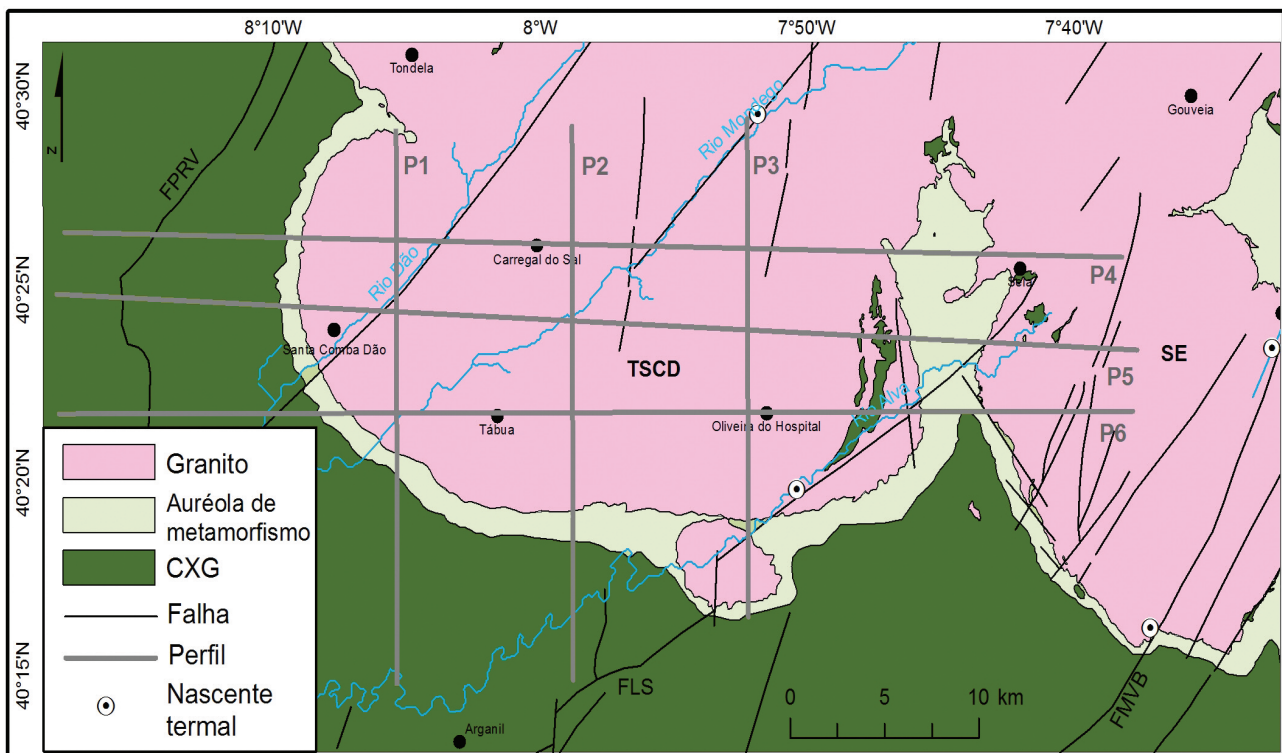 8°10'W
8°W
7°50'W
7°40'W
40°30'N
40°25'N
40°20'N
40°15'N
N
Tondela
Gouveia
FPRV
P1
P2
P3
Rio Mondego
Rio Dão
Carregal do Sal
Seia
P4
Santa Comba Dão
TSCD
SE
P5
Tábua
Oliveira do Hospital
Rio Alva
P6
Granito
Auréola de
metamorfismo
CXG
Falha
Perfil
Nascente
termal
FLS
FMVB
Arganil
0 5 10 km